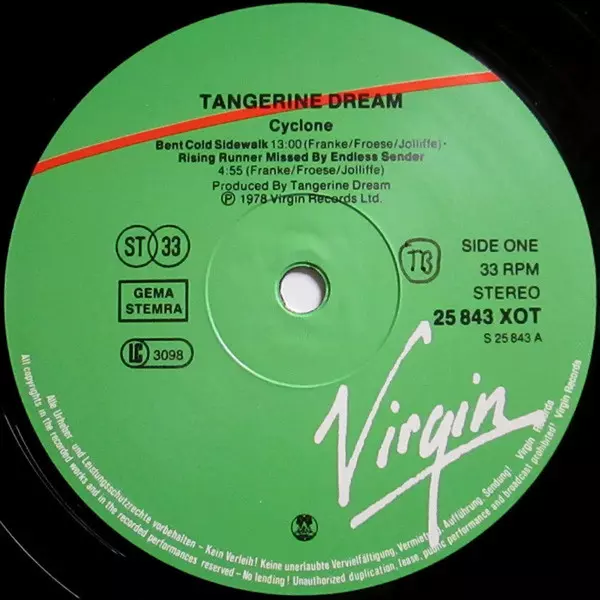 TANGERINE DREAM
Cyclone
Bent Cold Sidewalk 13:00 (Franke/Froese/Jolliffe)·
Rising Runner Missed By Endless Sender
4:55 (Franke/Froese/Jolliffe)
Produced By Tangerine Dream
℗ 1978 Virgin Records Ltd.
ST 33
GEMA
STEMRA
LC 3098
SIDE ONE
33 RPM
STEREO
25 843 XOT
S 25 843 A
Virgin
Alle Urheber und Leistungsschutzrechte vorbehalten – Kein Verleih! Keine unerlaubte Vervielfältigung, Vermietung, Aufführung, Sendung! Virgin Records
All copyrights in the recorded works and in the recorded performances reserved – No lending! Unauthorized duplication, lease, public performance and broadcast prohibited! Virgin Records